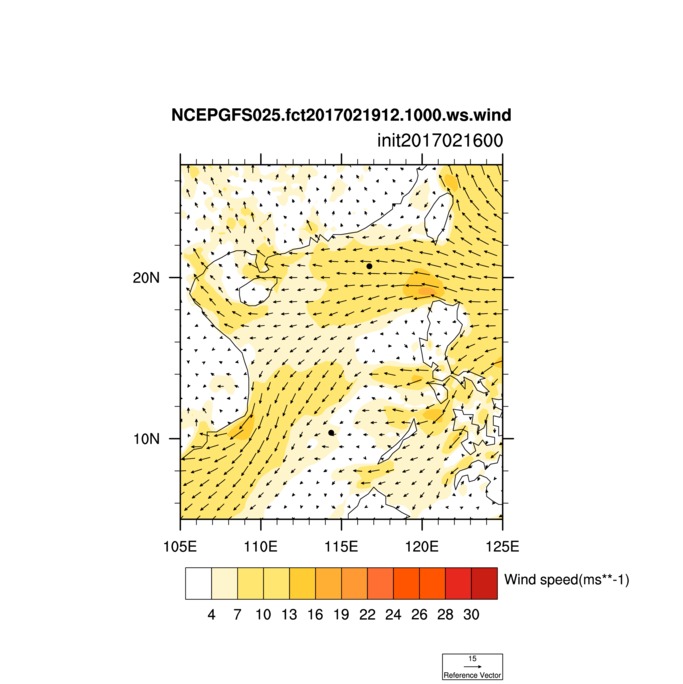 NCEPGFS025.fct2017021912.1000.ws.wind
init2017021600
20N
10N
105E 110E 115E 120E 125E
Wind speed(ms**-1)
4 7 10 13 16 19 22 24 26 28 30
15
Reference Vector